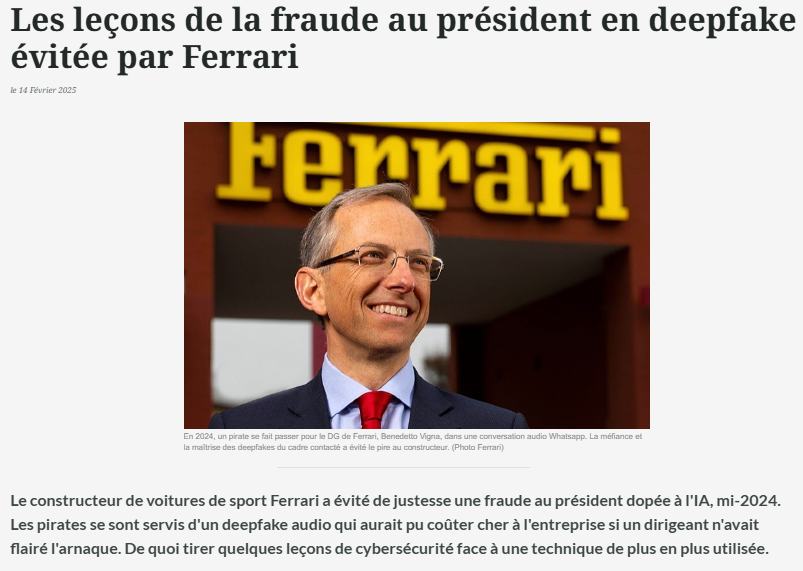 Les leçons de la fraude au président en deepfake
évitée par Ferrari
le 14 Février 2025
Ferrari
En 2024, un pirate se fait passer pour le DG de Ferrari, Benedetto Vigna, dans une conversation audio Whatsapp. La méfiance et
la maîtrise des deepfakes du cadre contacté a évité le pire au constructeur. (Photo Ferrari)
Le constructeur de voitures de sport Ferrari a évité de justesse une fraude au président dopée à l'IA, mi-2024.
Les pirates se sont servis d'un deepfake audio qui aurait pu coûter cher à l'entreprise si un dirigeant n'avait
flairé l'arnaque. De quoi tirer quelques leçons de cybersécurité face à une technique de plus en plus utilisée.